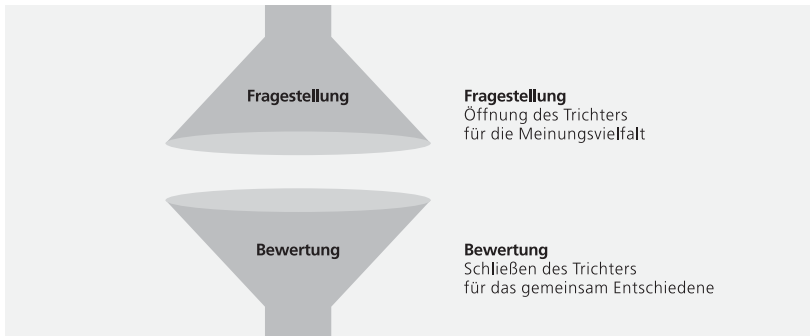 Fragestellung
Fragestellung
Öffnung des Trichters
für die Meinungsvielfalt
Bewertung
Bewertung
Schließen des Trichters
für das gemeinsam Entschiedene